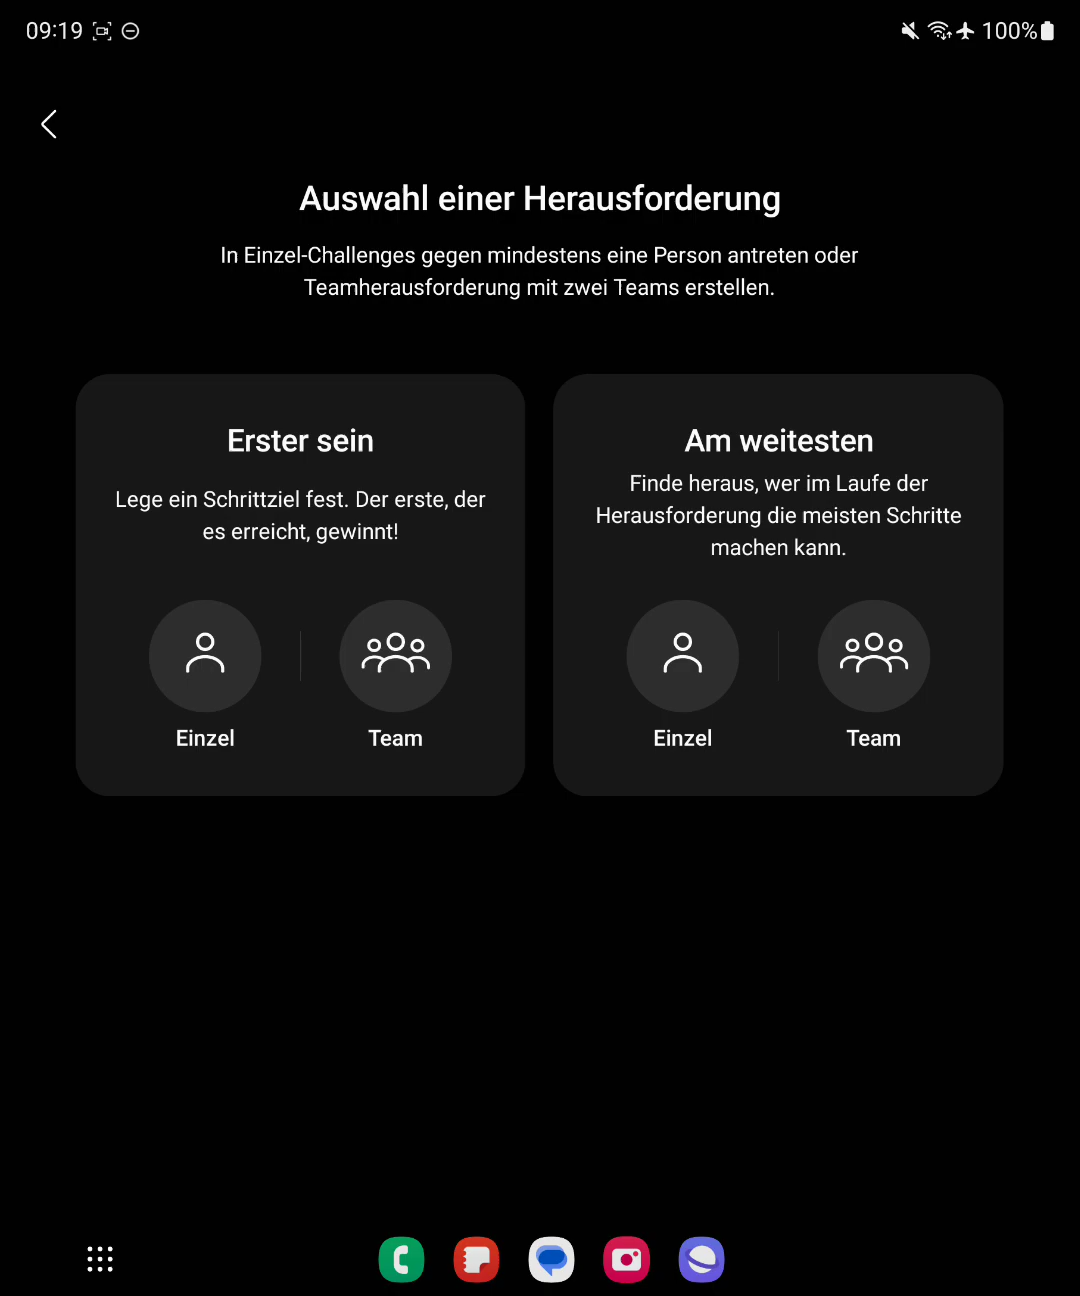 09:19
100%
Auswahl einer Herausforderung
In Einzel-Challenges gegen mindestens eine Person antreten oder
Teamherausforderung mit zwei Teams erstellen.
Erster sein
Lege ein Schrittziel fest. Der erste, der
es erreicht, gewinnt!
Einzel
Team
Am weitesten
Finde heraus, wer im Laufe der
Herausforderung die meisten Schritte
machen kann.
Einzel
Team